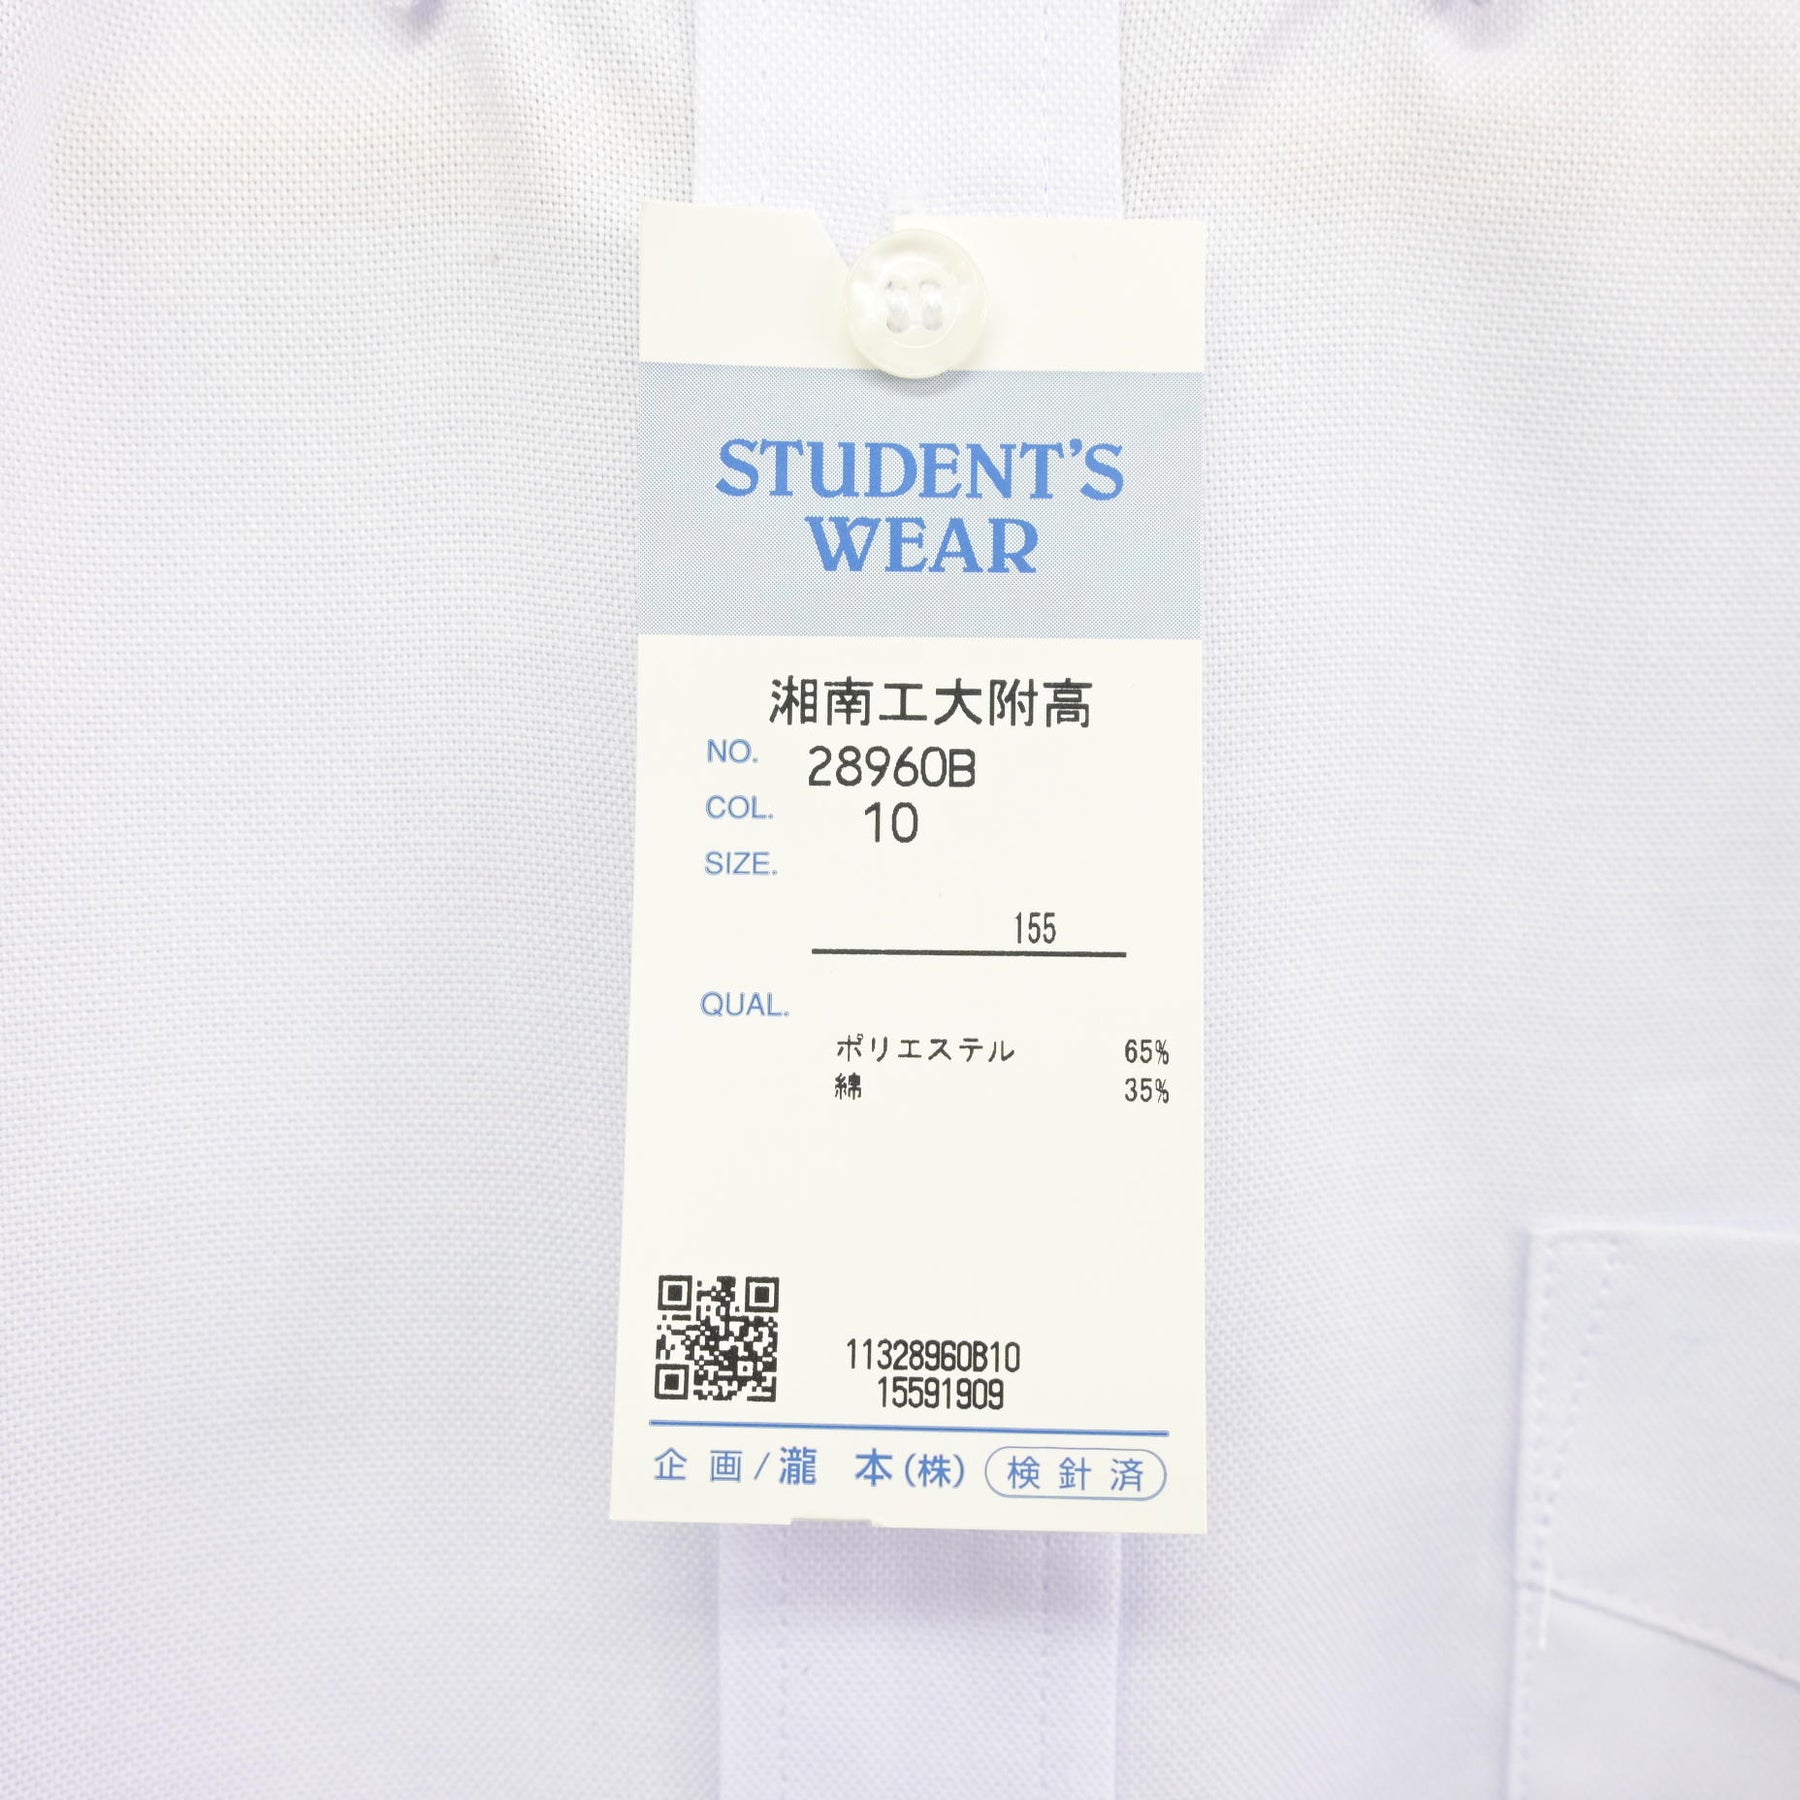 STUDENT'S
WEAR
湘南工大附高
NO. 28960B
COL. 10
SIZE.
155
QUAL.
ポリエステル 65%
綿 35%
11328960B10
15591909
企画/瀧 本(株) 検針済